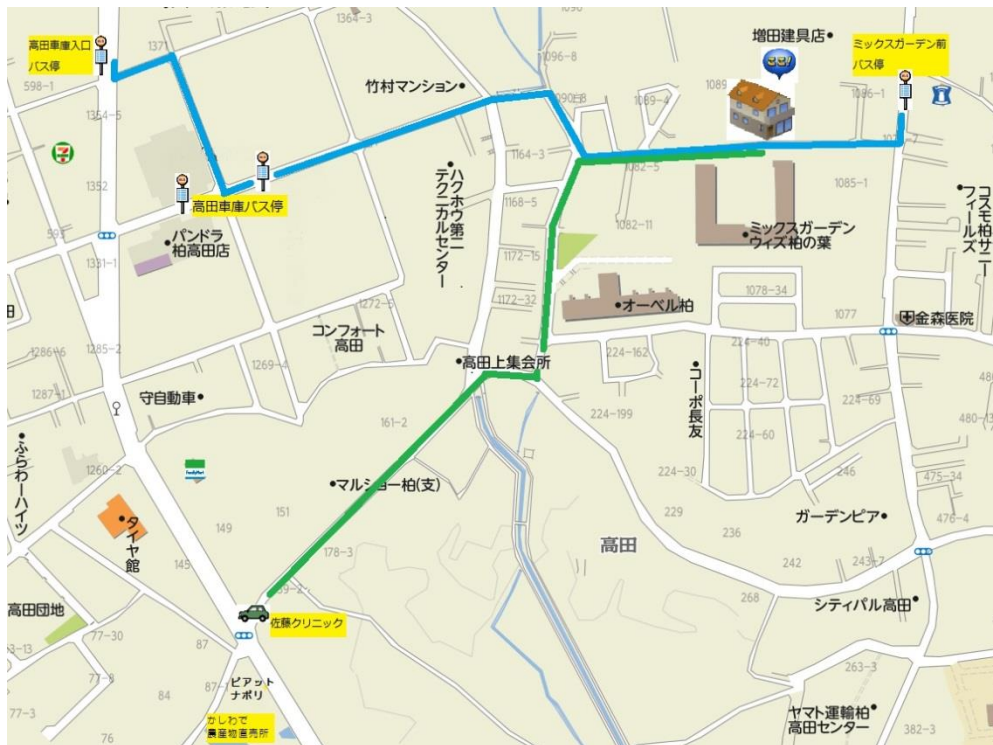 1364-3
1090
高田車庫入口
バス停
1371
増田建具店
ミックスガーデン前
バス停
ここ!
1096-8
598-1
竹村マンション
1090-8
1089-4
1089
1086-1
1354-5
1164-3
1082-5
1085-1
1352
高田車庫バス停
1168-5
ハクホウ第二
テクニカルセンター
コスモ柏サニー
フィールズ
593
パンドラ
柏高田店
1082-11
ミックスガーデン
ウィズ柏の葉
1331-1
1172-15
1078-34
1272-5
1172-32
オーベル柏
1077
金森医院
コンフォート
高田
224-162
224-40
1286-6
1285-2
1269-4
高田上集会所
コーポ長友
224-72
1287-1
守自動車
224-69
161-2
224-199
480-13
ふらわーハイツ
224-60
1260-2
FamilyMart
マルショー柏(支)
224-30
246
475-34
タイヤ館
151
229
ガーデンピア
476-4
149
236
高田
178-3
145
242
243-7
59-2
高田団地
佐藤クリニック
268
シティパル高田
77-30
87
3-13
263-3
77-8
84
87-1
ピアット
ナポリ
77-3
かしわで
農産物直売所
ヤマト運輸柏
高田センター
76
382-3